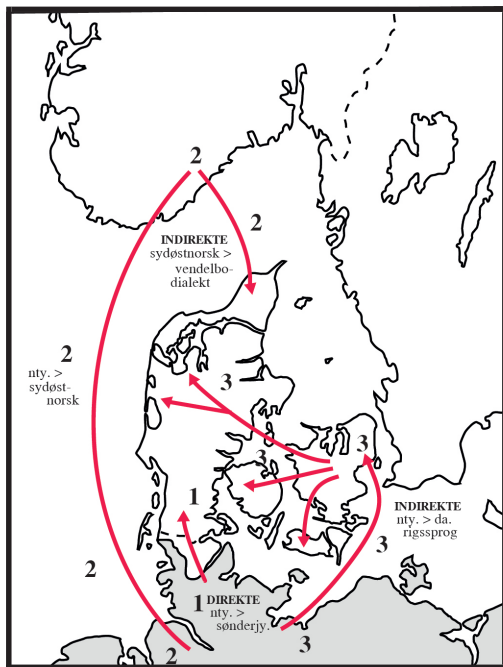 2
2
INDIREKTE
sydøstnorsk >
vendelbo-
dialekt
2
nty. >
sydøst-
norsk
3
3
3
1
INDIREKTE
nty. > da.
rigssprog
3
2
1 DIREKTE
nty. >
sønderjy.
3
2